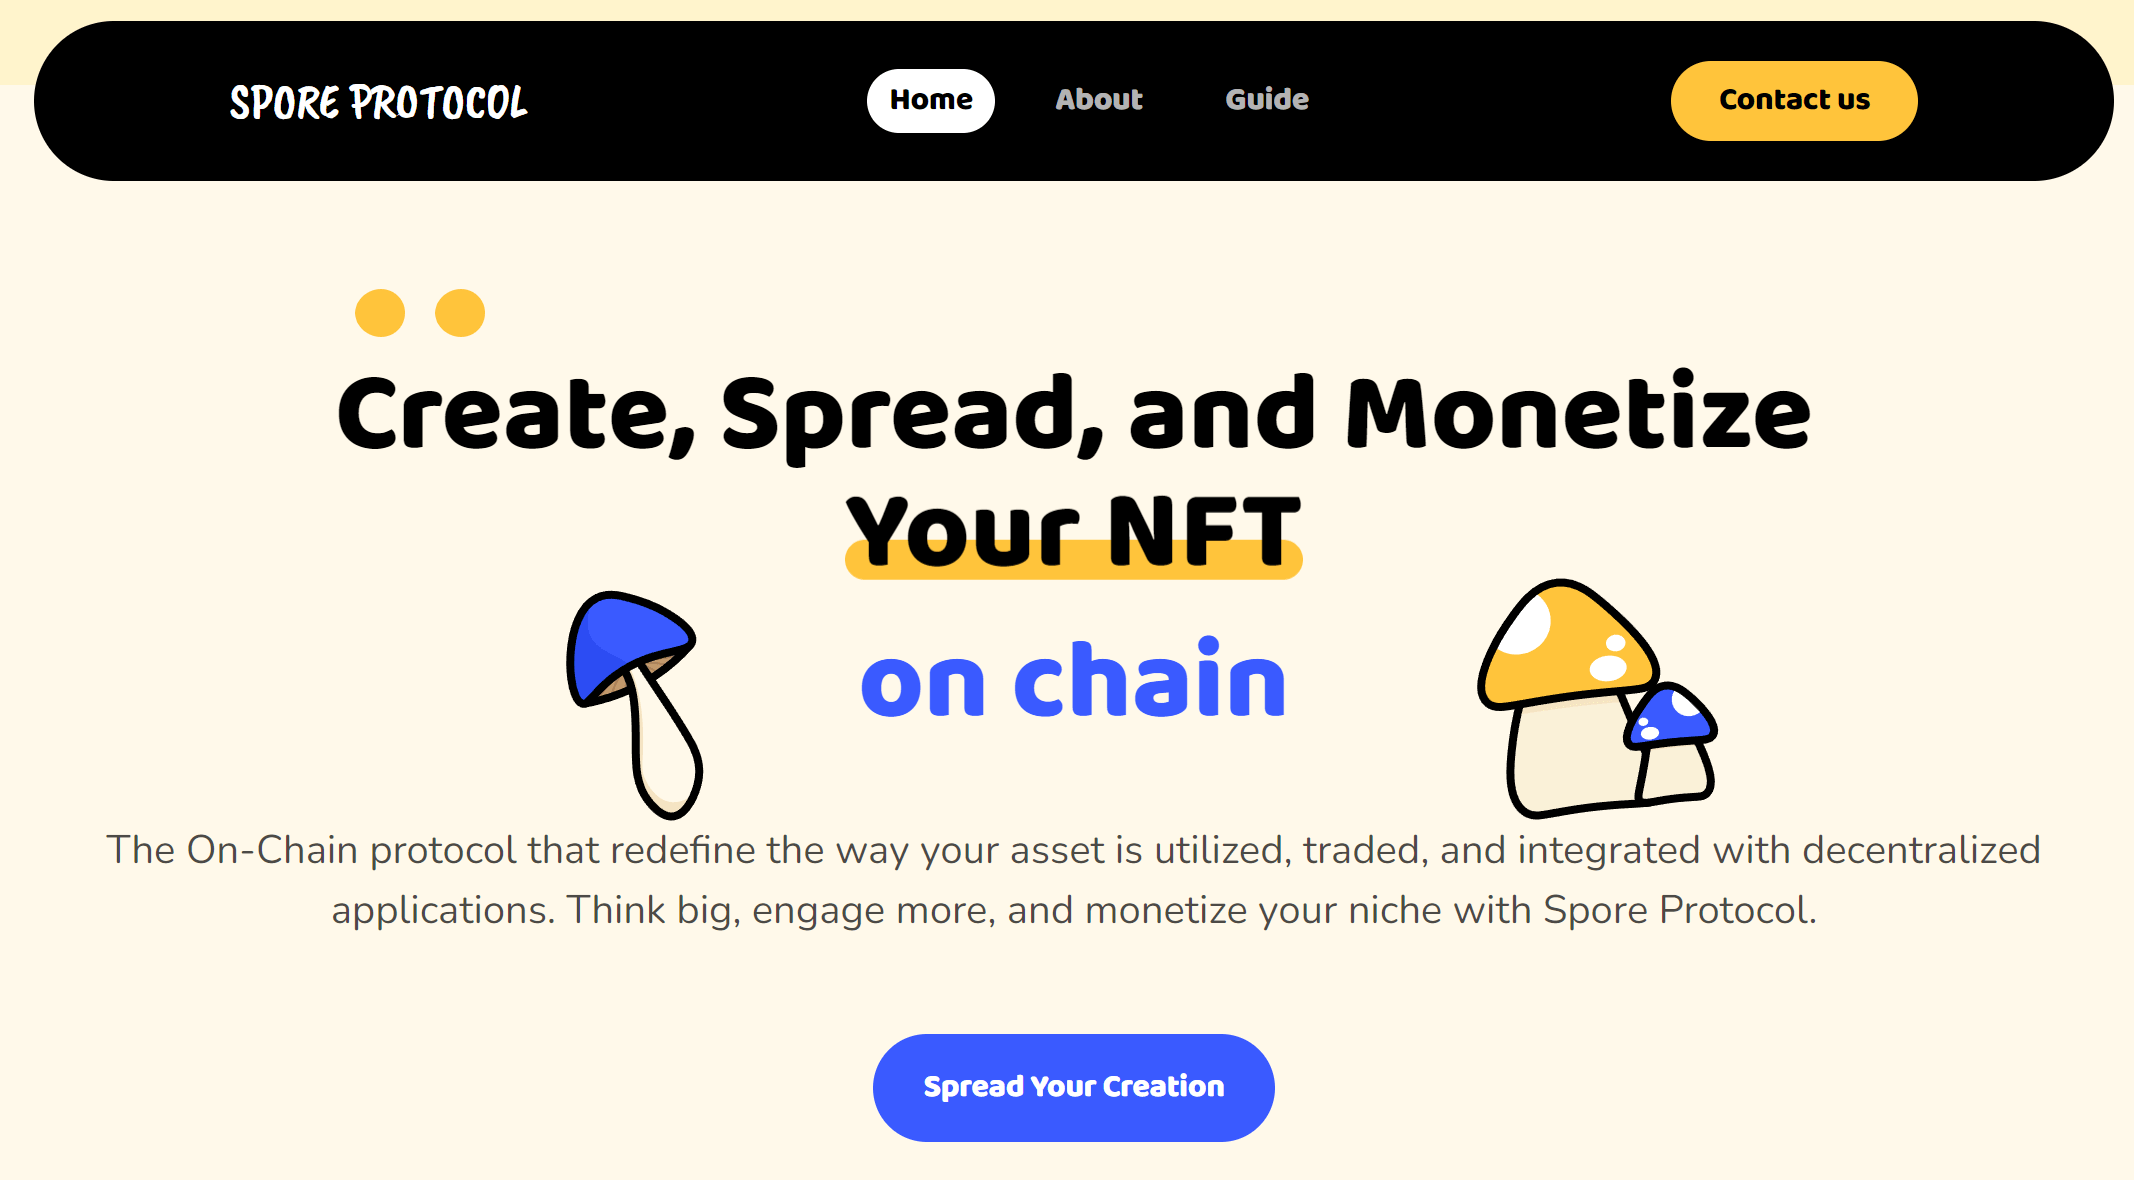 SPORE PROTOCOL
Home
About
Guide
Contact us
Create, Spread, and Monetize
Your NFT
on chain
The On-Chain protocol that redefine the way your asset is utilized, traded, and integrated with decentralized
applications. Think big, engage more, and monetize your niche with Spore Protocol.
Spread Your Creation